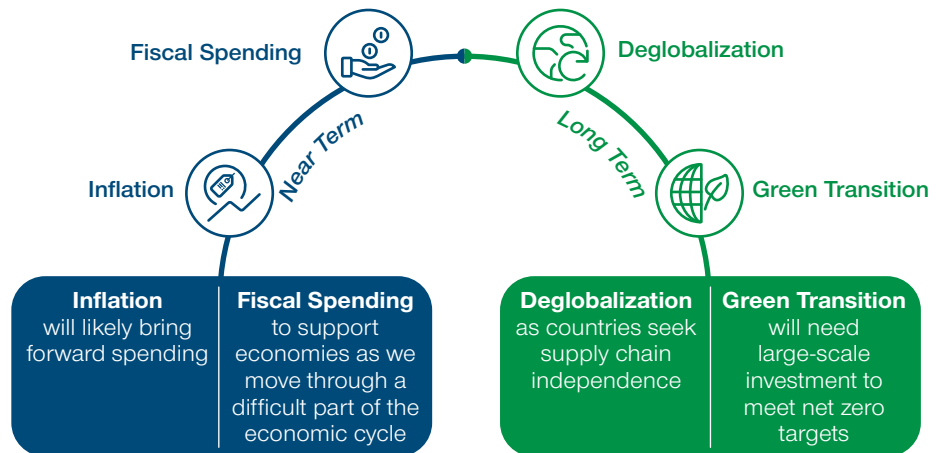 Fiscal Spending
Deglobalization
Near Term
Long Term
Inflation
Green Transition
Inflation
will likely bring
forward spending
Fiscal Spending
to support
economies as we
move through a
difficult part of the
economic cycle
Deglobalization
as countries seek
supply chain
independence
Green Transition
will need
large-scale
investment to
meet net zero
targets